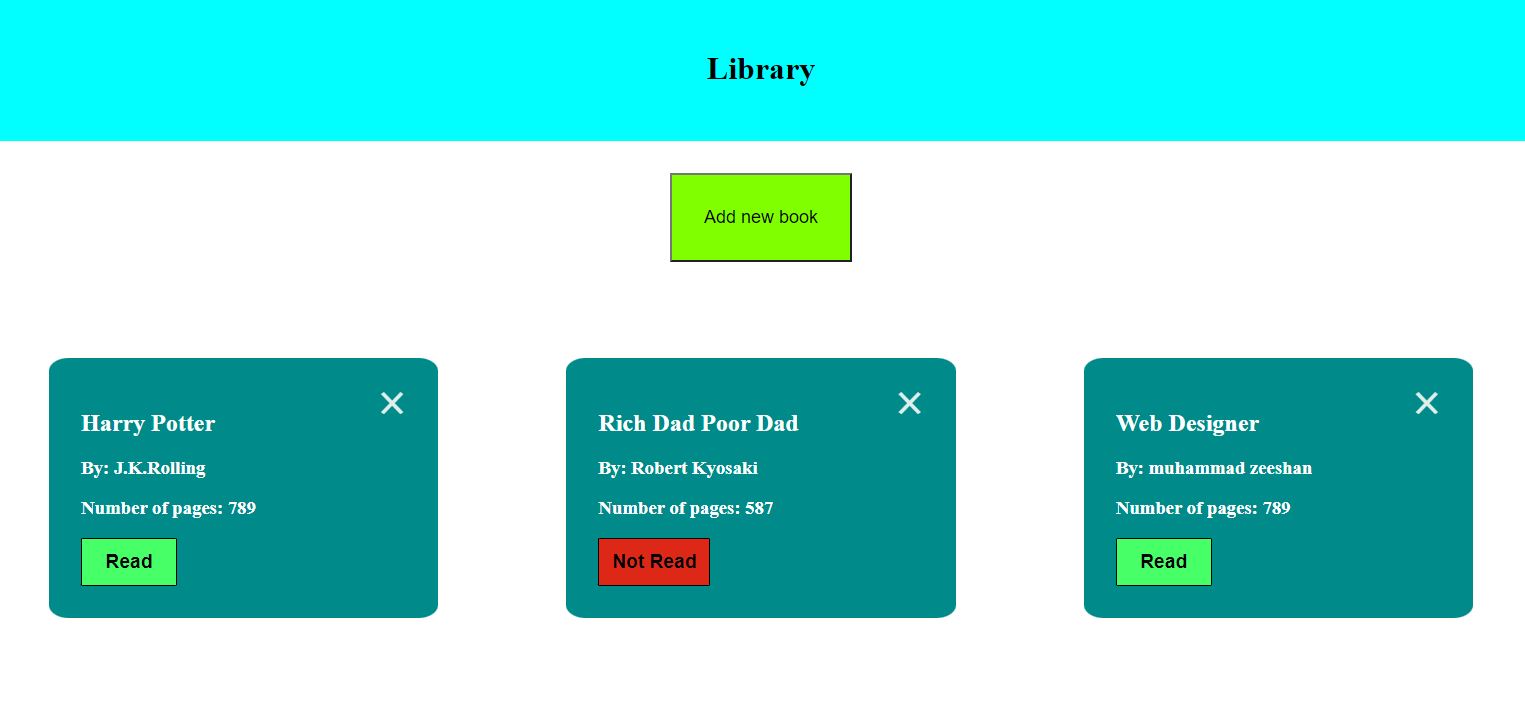 Library
Add new book
Harry Potter
By: J.K.Rolling
Number of pages: 789
Read
Rich Dad Poor Dad
By: Robert Kyosaki
Number of pages: 587
Not Read
Web Designer
By: muhammad zeeshan
Number of pages: 789
Read